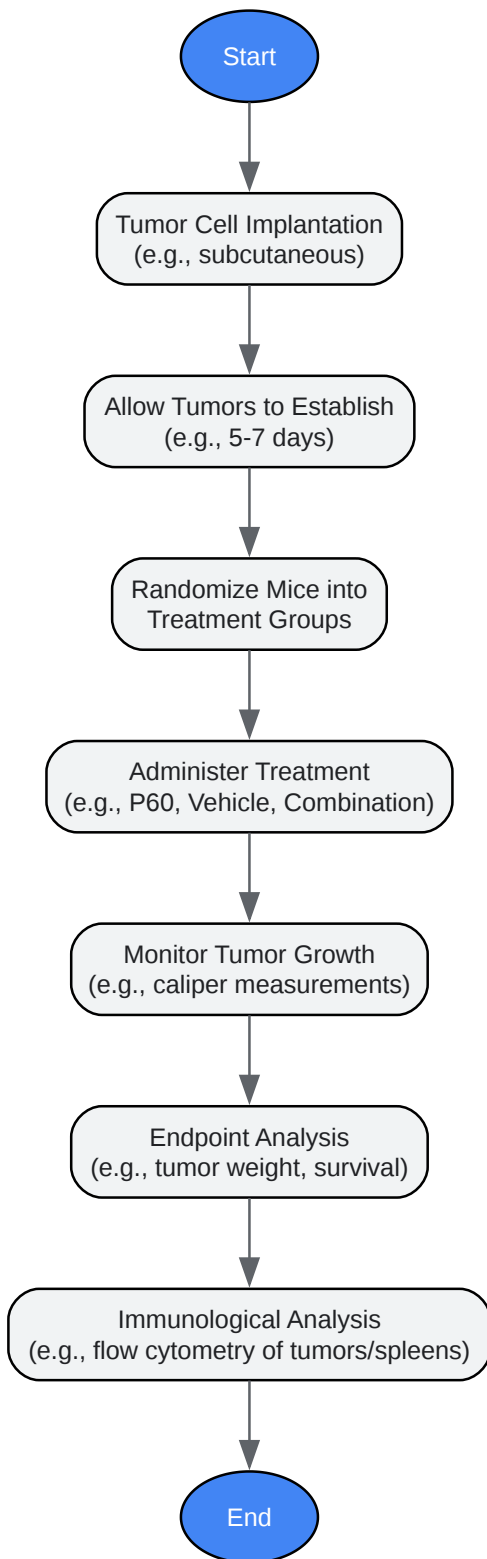 Start
Tumor Cell Implantation
(e.g., subcutaneous)
Allow Tumors to Establish
(e.g., 5-7 days)
Randomize Mice into
Treatment Groups
Administer Treatment
(e.g., P60, Vehicle, Combination)
Monitor Tumor Growth
(e.g., caliper measurements)
Endpoint Analysis
(e.g., tumor weight, survival)
Immunological Analysis
(e.g., flow cytometry of tumors/spleens)
End